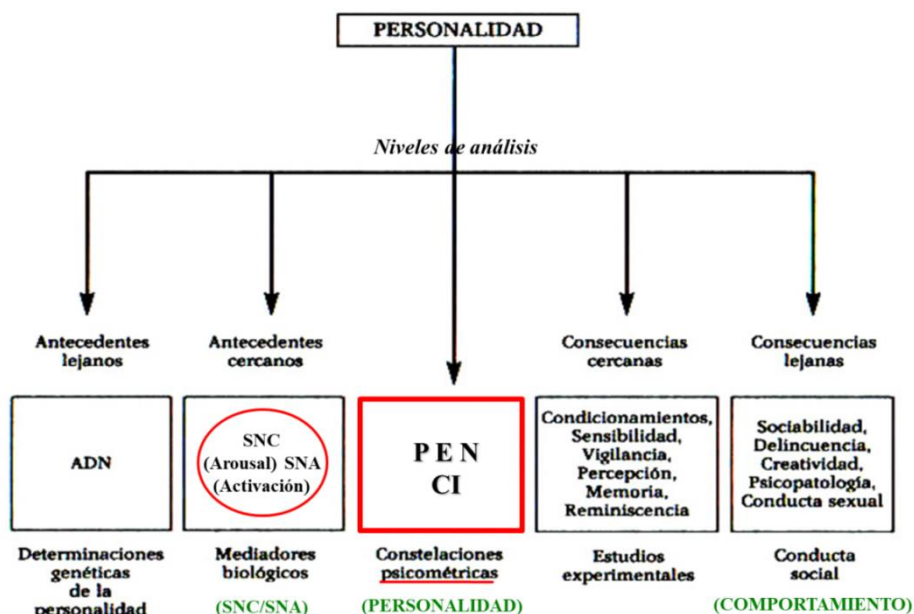 PERSONALIDAD
Niveles de análisis
Antecedentes
lejanos
Antecedentes
cercanos
Consecuencias
cercanas
Consecuencias
lejanas
ADN
SNC
(Arousal) SNA
(Activación)
P E N
CI
Condicionamientos,
Sensibilidad,
Vigilancia,
Percepción,
Memoria,
Reminiscencia
Sociabilidad,
Delincuencia,
Creatividad,
Psicopatología,
Conducta sexual
Determinaciones
genéticas
de la
personalidad
Mediadores
biológicos
(SNC/SNA)
Constelaciones
psicométricas
(PERSONALIDAD)
Estudios
experimentales
Conducta
social
(COMPORTAMIENTO)